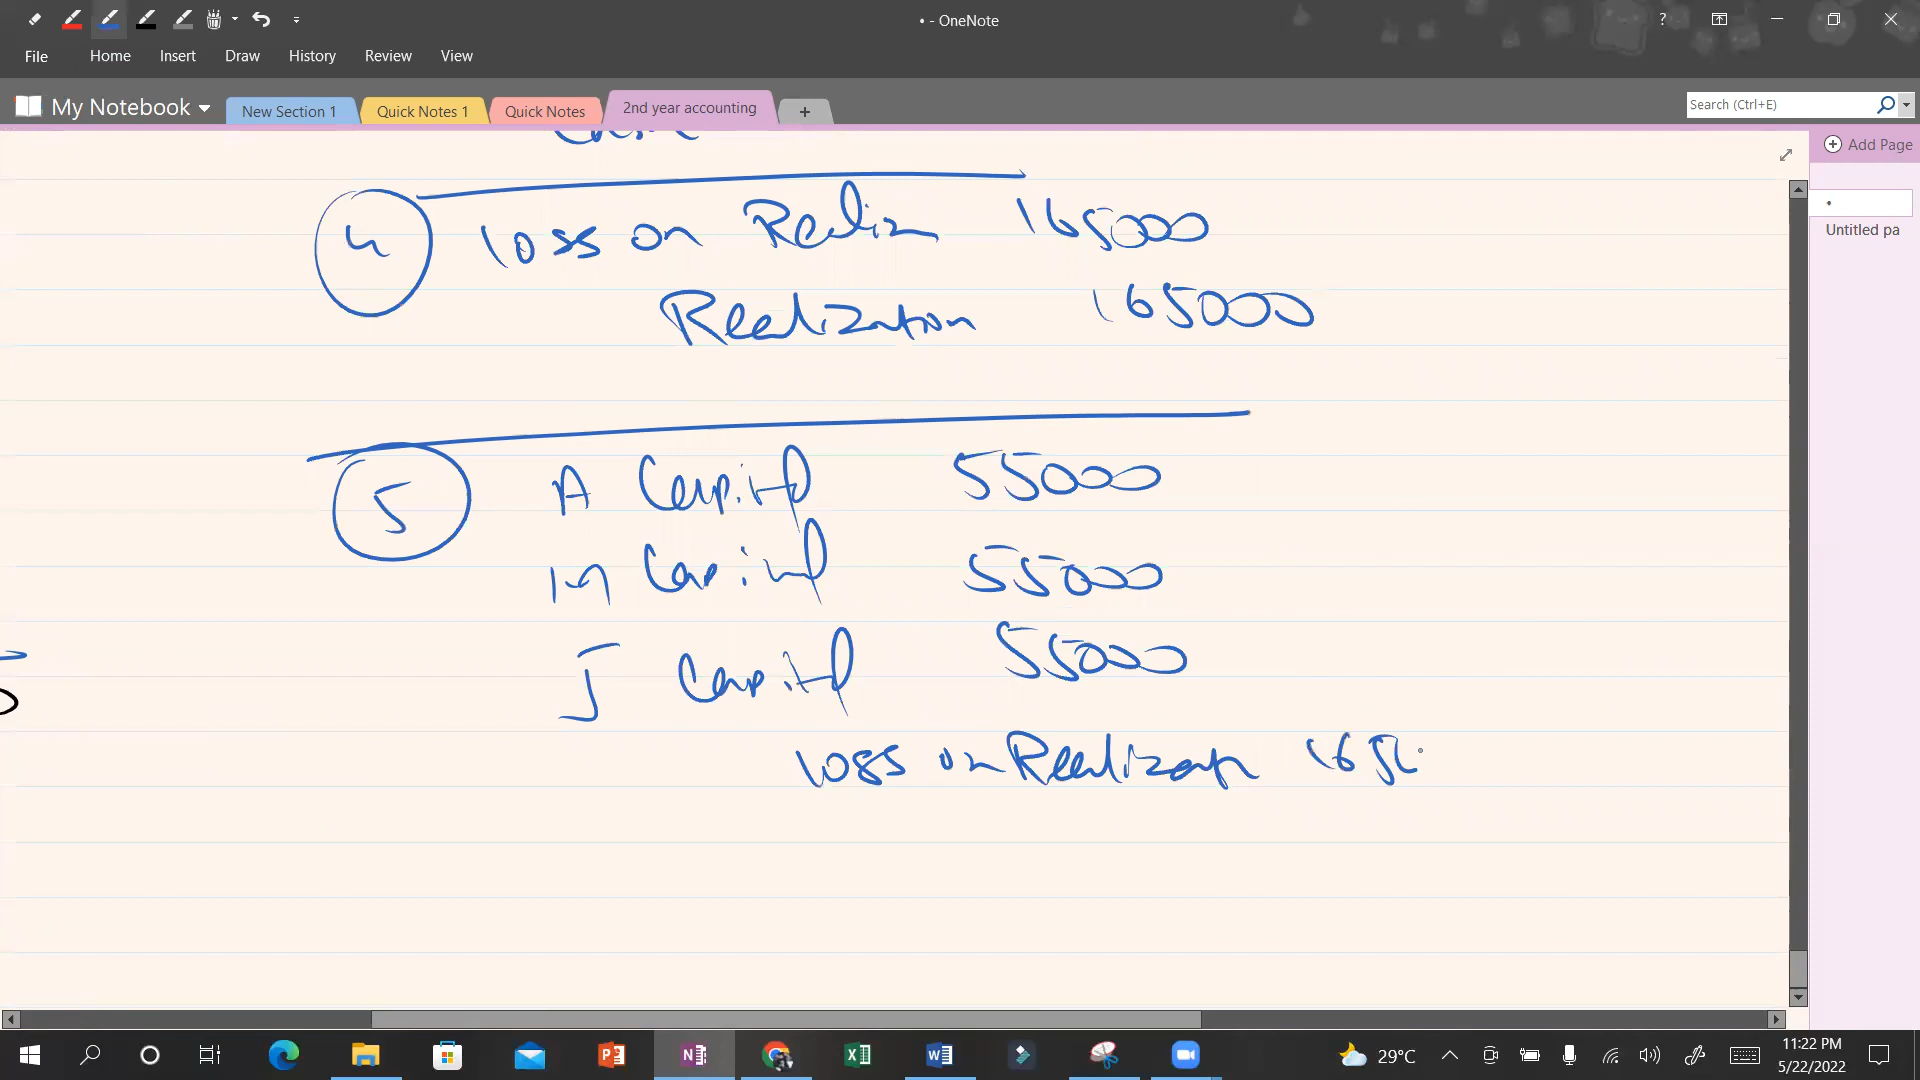 • - OneNote
?
File Home Insert Draw History Review View
My Notebook
New Section 1
Quick Notes 1
Quick Notes
2nd year accounting
+
Search (Ctrl+E)
Add Page
•
Untitled pa
4 loss on Realizn 165000
Realization 165000
5 A Capital 55000
M Capital 55000
J Capital 55000
loss on Realization 165
29°C
11:22 PM
5/22/2022